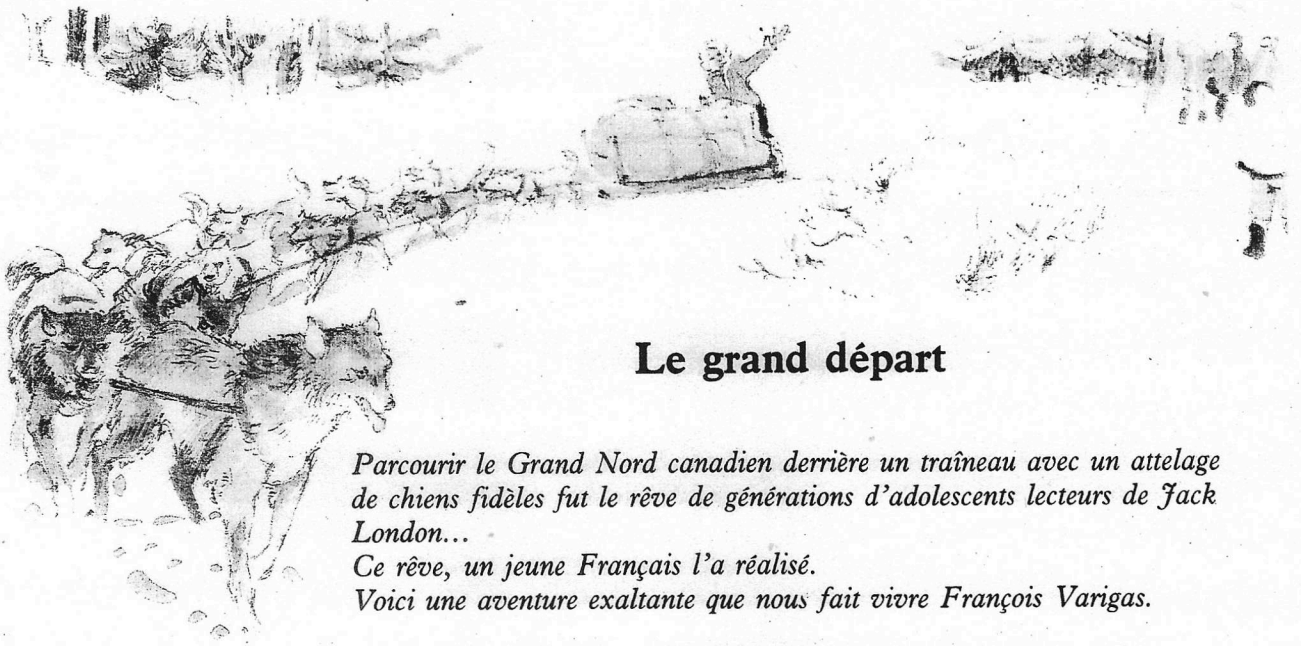 Le grand départ
Parcourir le Grand Nord canadien derrière un traîneau avec un attelage
de chiens fidèles fut le rêve de générations d'adolescents lecteurs de Jack
London...
Ce rêve, un jeune Français l'a réalisé.
Voici une aventure exaltante que nous fait vivre François Varigas.